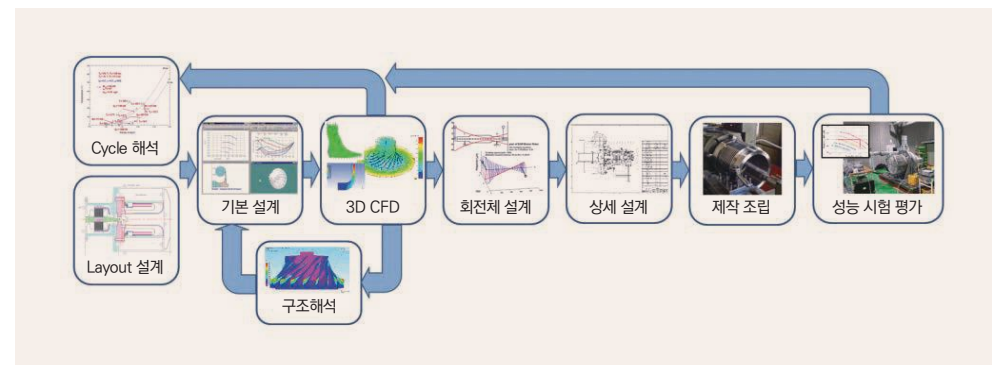 Cycle 해석
Layout 설계
기본 설계
3D CFD
구조해석
회전체 설계
상세 설계
제작 조립
성능 시험 평가